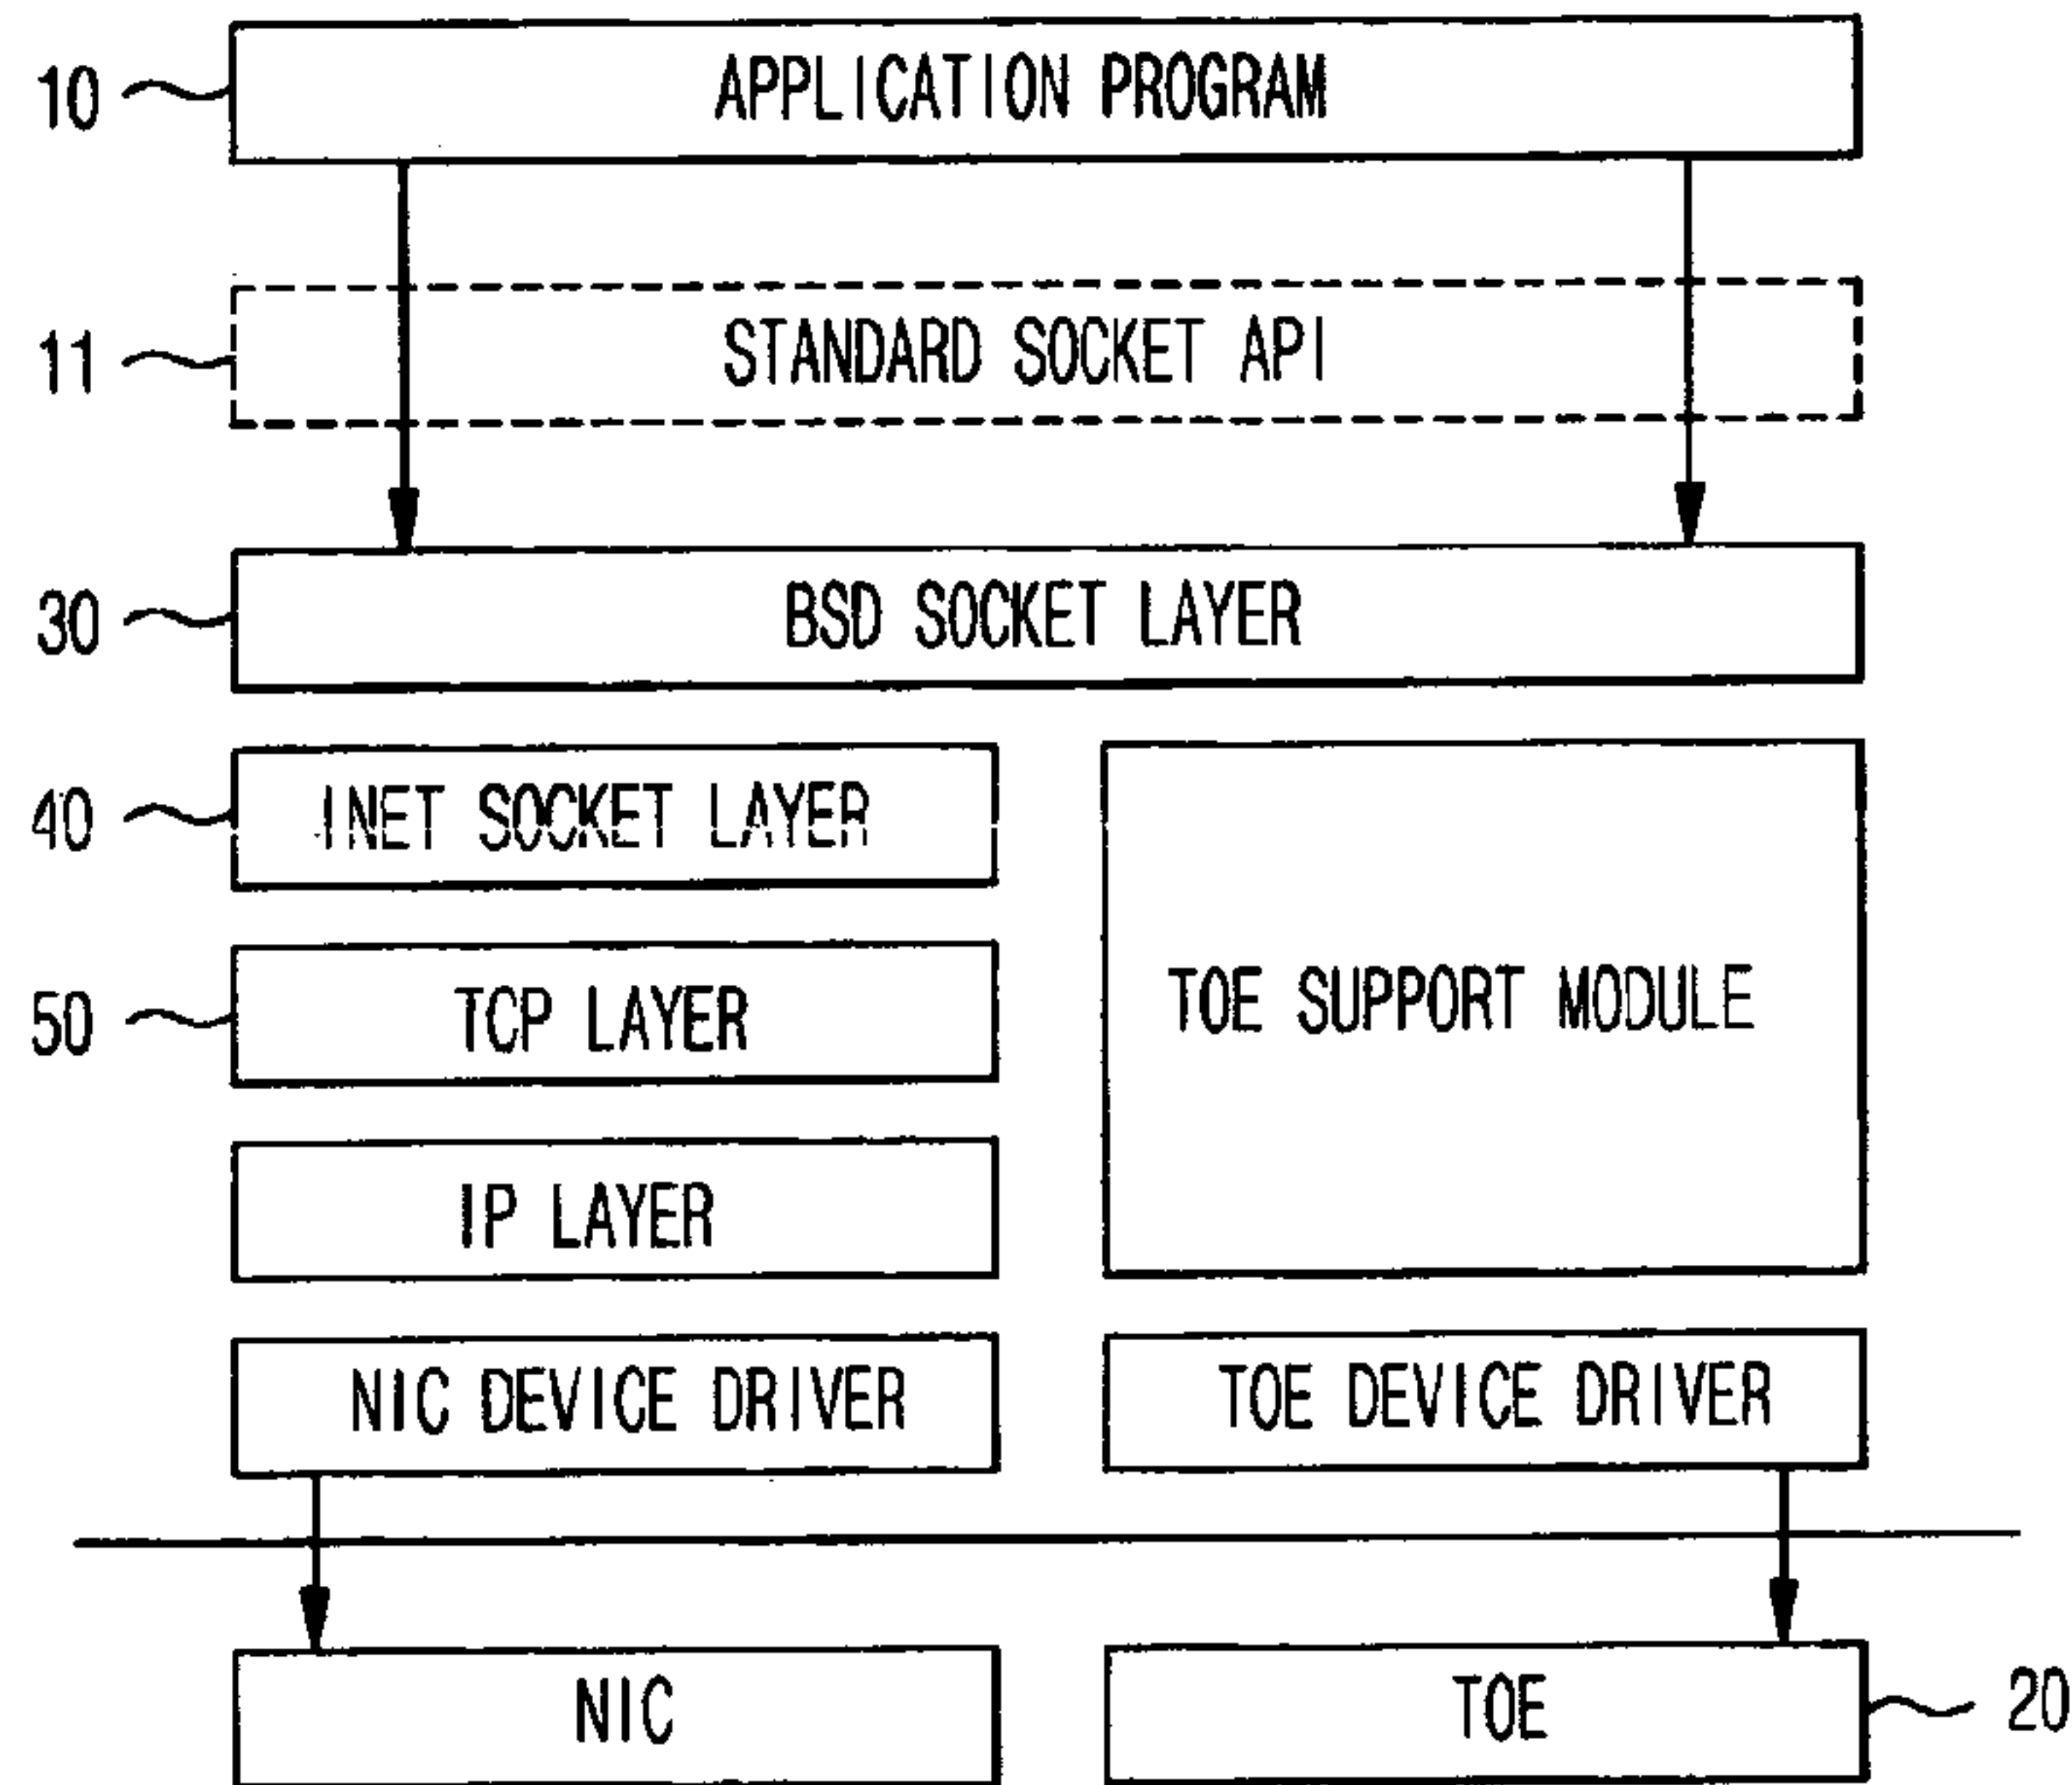 10 APPLICATION PROGRAM
11 STANDARD SOCKET API
30 BSD SOCKET LAYER
40 INET SOCKET LAYER
50 TCP LAYER
TOE SUPPORT MODULE
IP LAYER
NIC DEVICE DRIVER
TOE DEVICE DRIVER
NIC
TOE 20